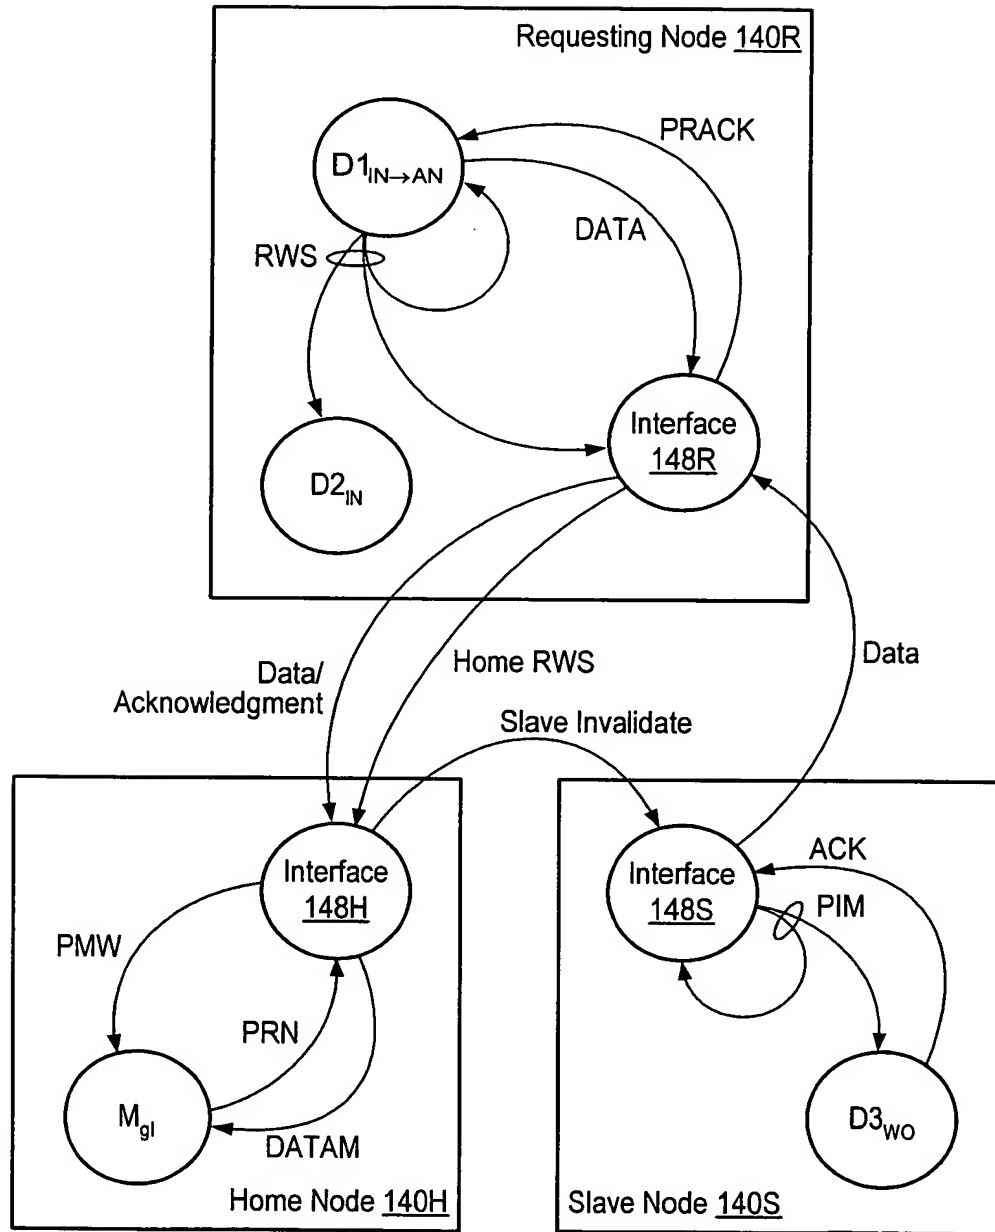 Requesting Node 140R
D1IN→AN
PRACK
DATA
RWS
Interface
148R
D2IN
Data/
Acknowledgment
Home RWS
Data
Slave Invalidate
Interface
148H
Interface
148S
ACK
PIM
PMW
PRN
Mgl
DATAM
D3WO
Home Node 140H
Slave Node 140S